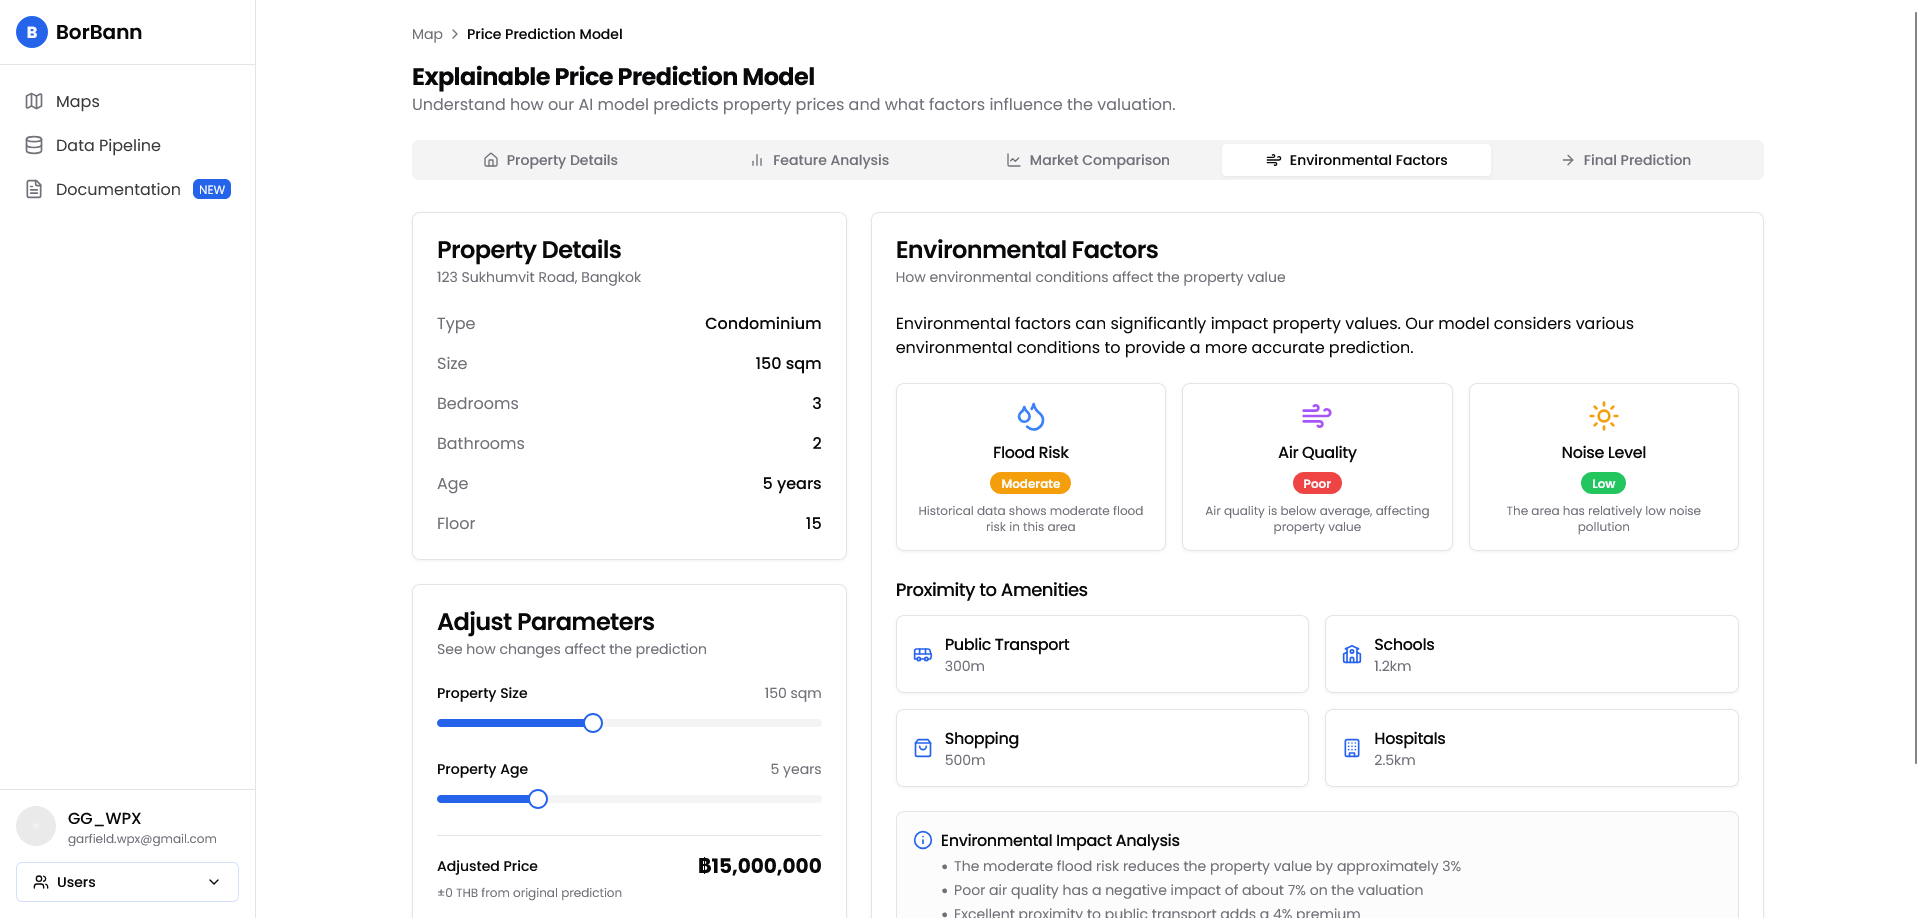 B BorBann
Maps
Data Pipeline
Documentation NEW
GG_WPX
garfield.wpx@gmail.com
Users
Map > Price Prediction Model
Explainable Price Prediction Model
Understand how our AI model predicts property prices and what factors influence the valuation.
Property Details
Feature Analysis
Market Comparison
Environmental Factors
Final Prediction
Property Details
123 Sukhumvit Road, Bangkok
Type Condominium
Size 150 sqm
Bedrooms 3
Bathrooms 2
Age 5 years
Floor 15
Adjust Parameters
See how changes affect the prediction
Property Size 150 sqm
Property Age 5 years
Adjusted Price ฿15,000,000
±0 THB from original prediction
Environmental Factors
How environmental conditions affect the property value
Environmental factors can significantly impact property values. Our model considers various
environmental conditions to provide a more accurate prediction.
Flood Risk
Moderate
Historical data shows moderate flood
risk in this area
Air Quality
Poor
Air quality is below average, affecting
property value
Noise Level
Low
The area has relatively low noise
pollution
Proximity to Amenities
Public Transport
300m
Schools
1.2km
Shopping
500m
Hospitals
2.5km
Environmental Impact Analysis
• The moderate flood risk reduces the property value by approximately 3%
• Poor air quality has a negative impact of about 7% on the valuation
• Excellent proximity to public transport adds a 4% premium